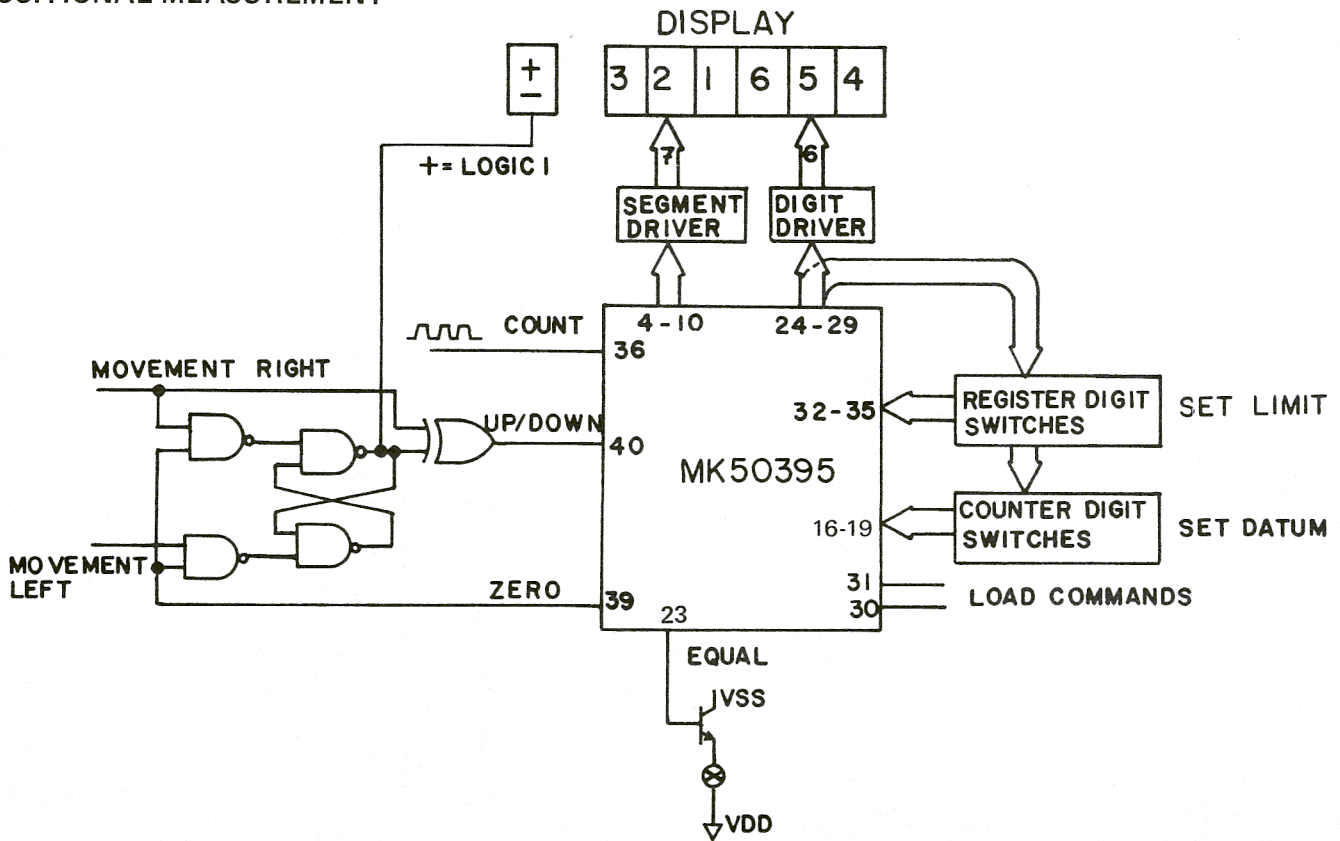 DISPLAY
+
−
3 2 1 6 5 4
+= LOGIC 1
7
6
SEGMENT
DRIVER
DIGIT
DRIVER
4-10
24-29
COUNT
36
MOVEMENT RIGHT
UP/DOWN
40
32-35
REGISTER DIGIT
SWITCHES
SET LIMIT
MK50395
16-19
COUNTER DIGIT
SWITCHES
SET DATUM
MOVEMENT
LEFT
ZERO
39
31
30
LOAD COMMANDS
23
EQUAL
VSS
VDD